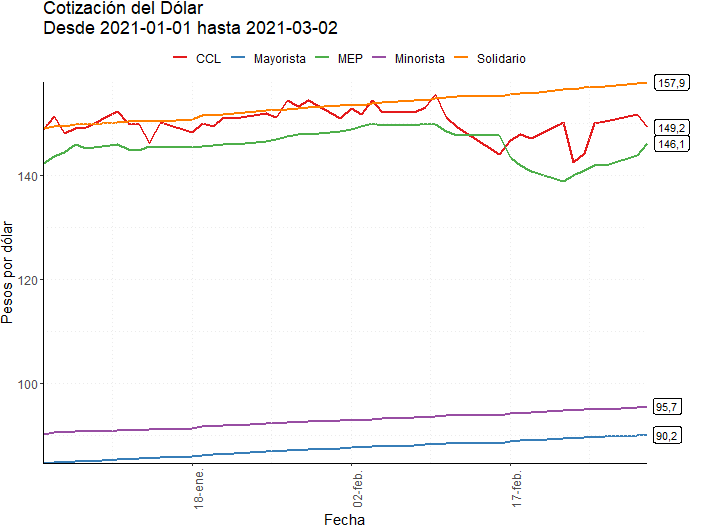 Cotización del Dólar
Desde 2021-01-01 hasta 2021-03-02
CCL Mayorista MEP Minorista Solidario
157,9
149,2
146,1
140
120
100
95,7
90,2
Pesos por dólar
18-ene.
02-feb.
17-feb.
Fecha